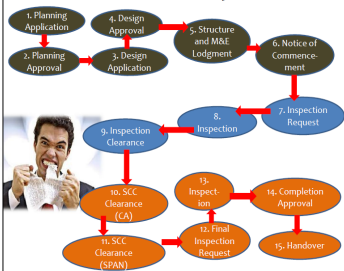 1. Planning
Application
2. Planning
Approval
3. Design
Application
4. Design
Approval
5. Structure
and M&E
Lodgment
6. Notice of
Commence-
ment
7. Inspection
Request
8.
Inspection
9. Inspection
Clearance
10. SCC
Clearance
(CA)
11. SCC
Clearance
(SPAN)
12. Final
Inspection
Request
13.
Inspect-
ion
14. Completion
Approval
15. Handover